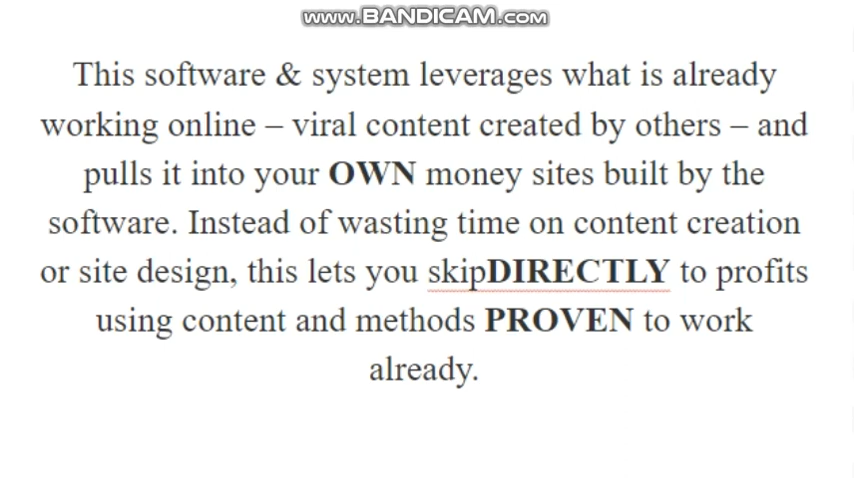 www.BANDICAM.com
This software & system leverages what is already
working online – viral content created by others – and
pulls it into your OWN money sites built by the
software. Instead of wasting time on content creation
or site design, this lets you skipDIRECTLY to profits
using content and methods PROVEN to work
already.